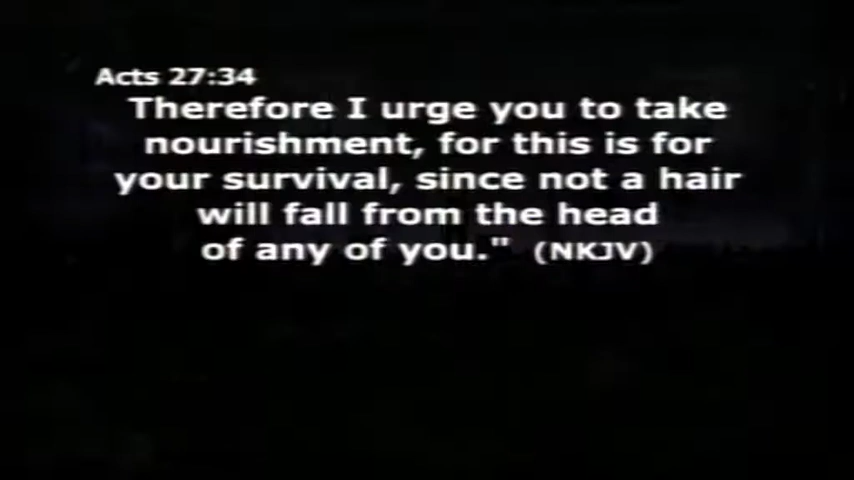 Acts 27:34
Therefore I urge you to take
nourishment, for this is for
your survival, since not a hair
will fall from the head
of any of you." (NKJV)